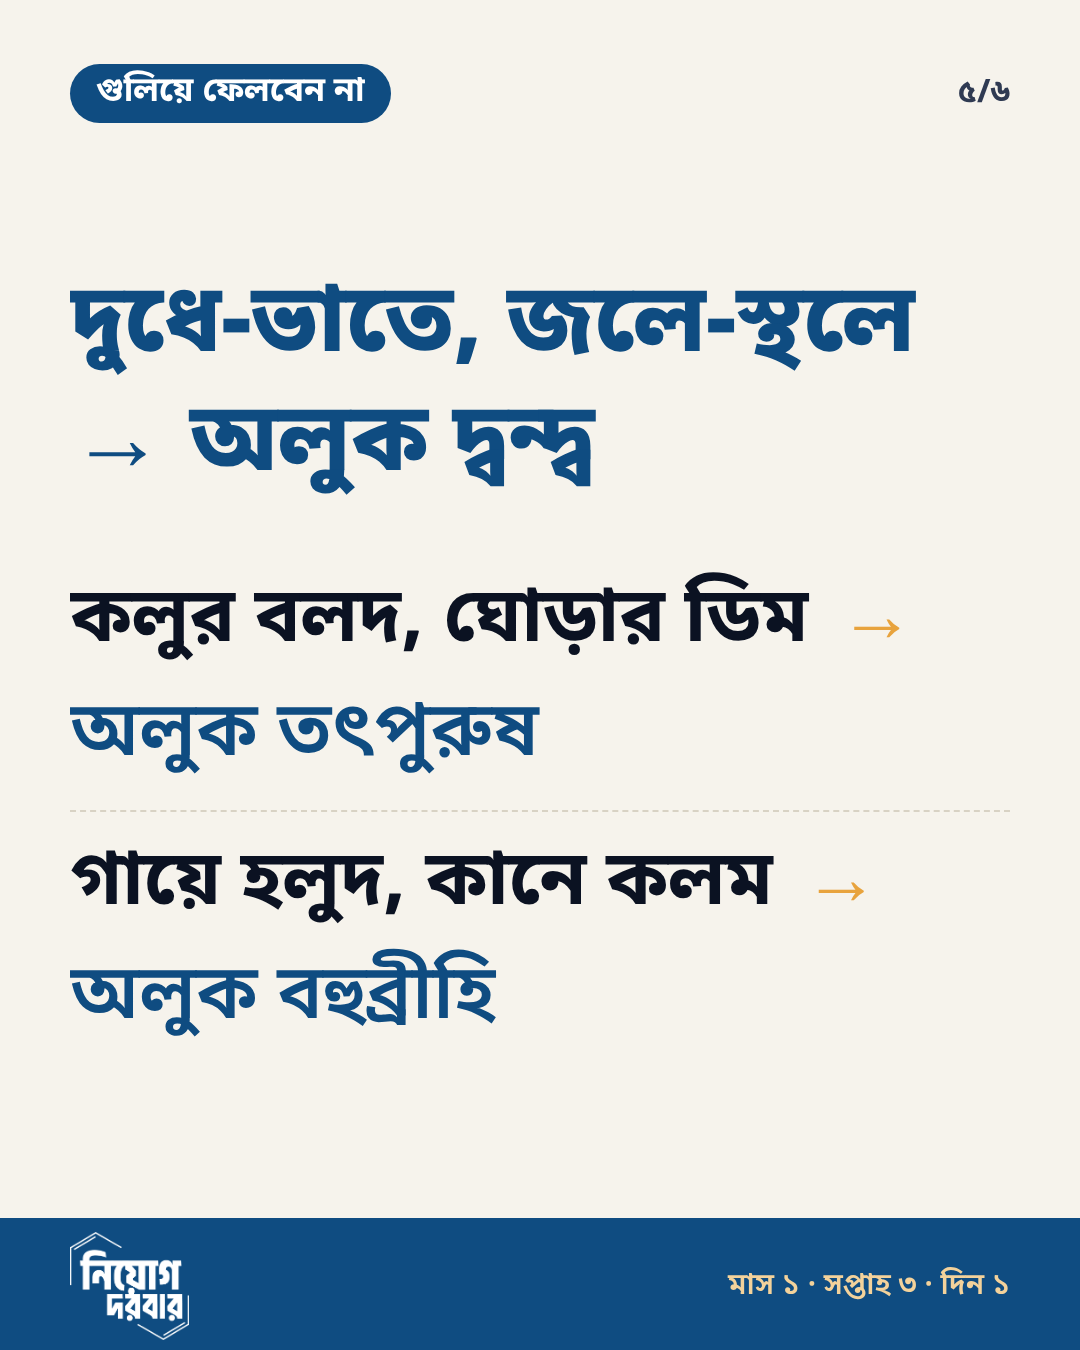 গুলিয়ে ফেলবেন না
৫/৬
দুধে-ভাতে, জলে-স্থলে
→ অলুক দ্বন্দ্ব
কলুর বলদ, ঘোড়ার ডিম →
অলুক তৎপুরুষ
গায়ে হলুদ, কানে কলম →
অলুক বহুব্রীহি
নিয়োগ
দরবার
মাস ১ · সপ্তাহ ৩ · দিন ১